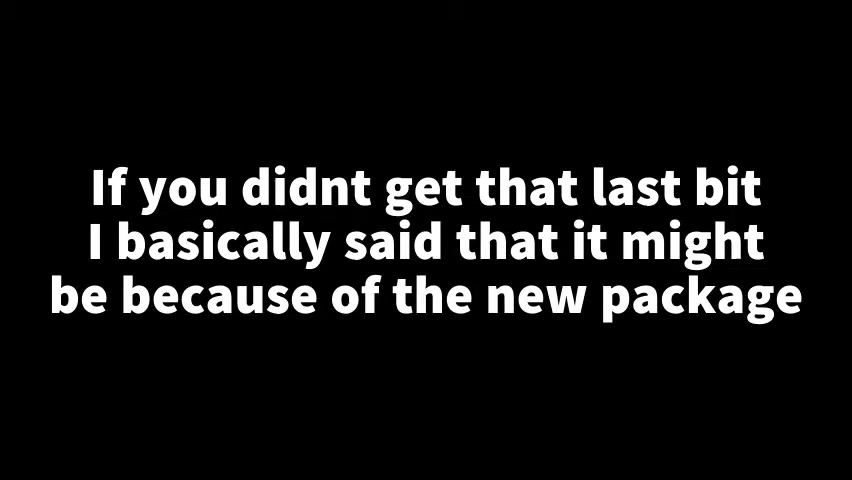 If you didnt get that last bit
I basically said that it might
be because of the new package